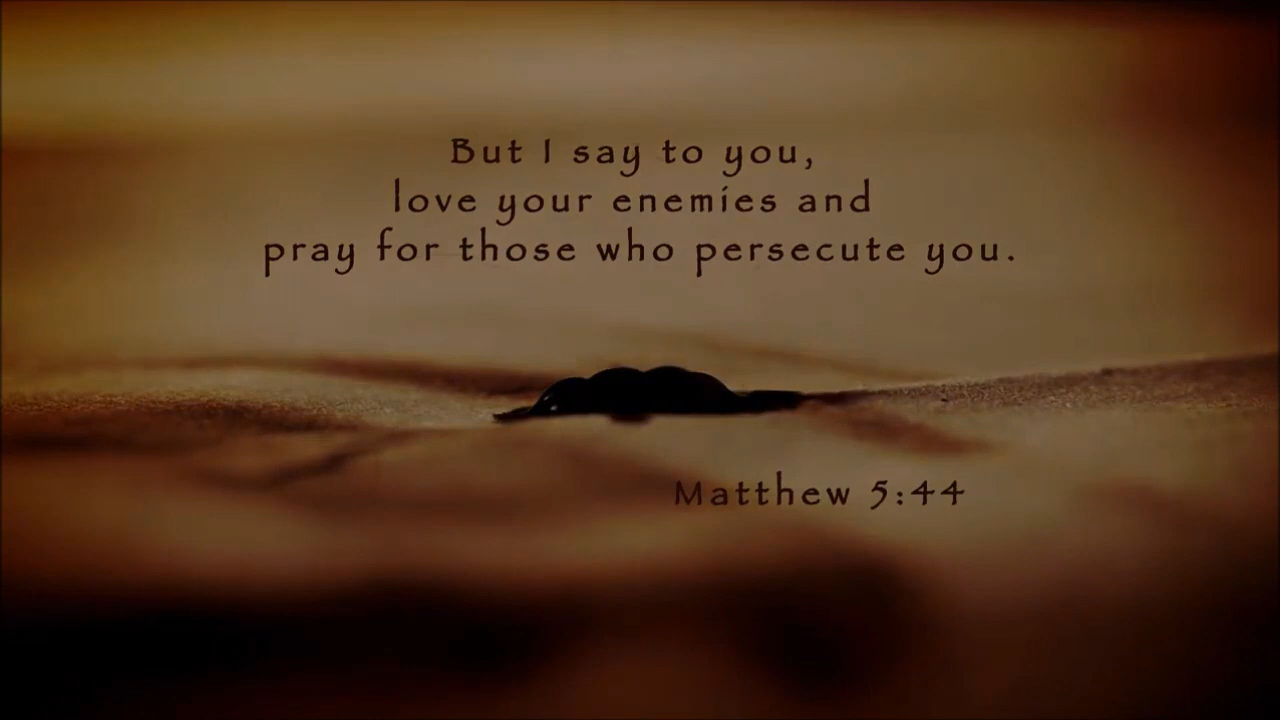 But I say to you,
love your enemies and
pray for those who persecute you.
Matthew 5:44